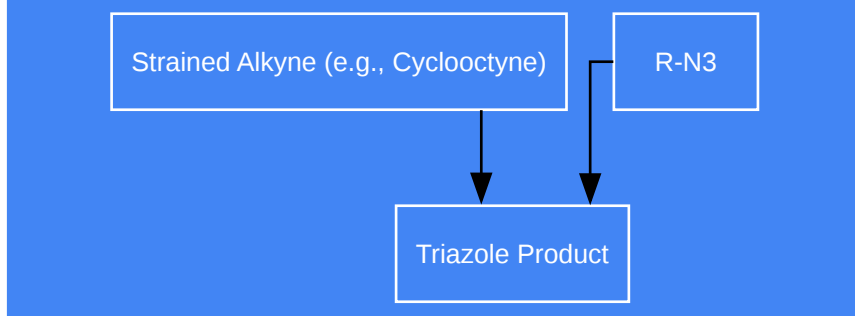 Strained Alkyne (e.g., Cyclooctyne)
R-N3
Triazole Product